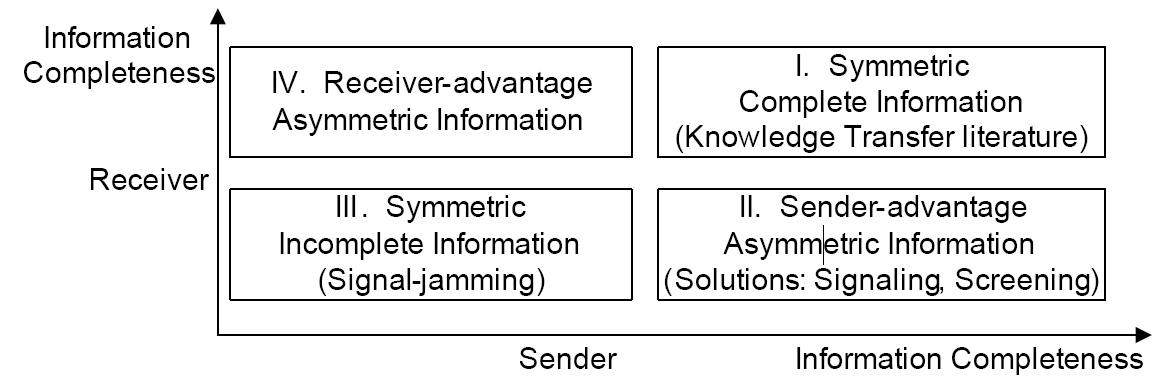 Information
Completeness
IV. Receiver-advantage
Asymmetric Information
I. Symmetric
Complete Information
(Knowledge Transfer literature)
Receiver
III. Symmetric
Incomplete Information
(Signal-jamming)
II. Sender-advantage
Asymmetric Information
(Solutions: Signaling, Screening)
Sender
Information Completeness